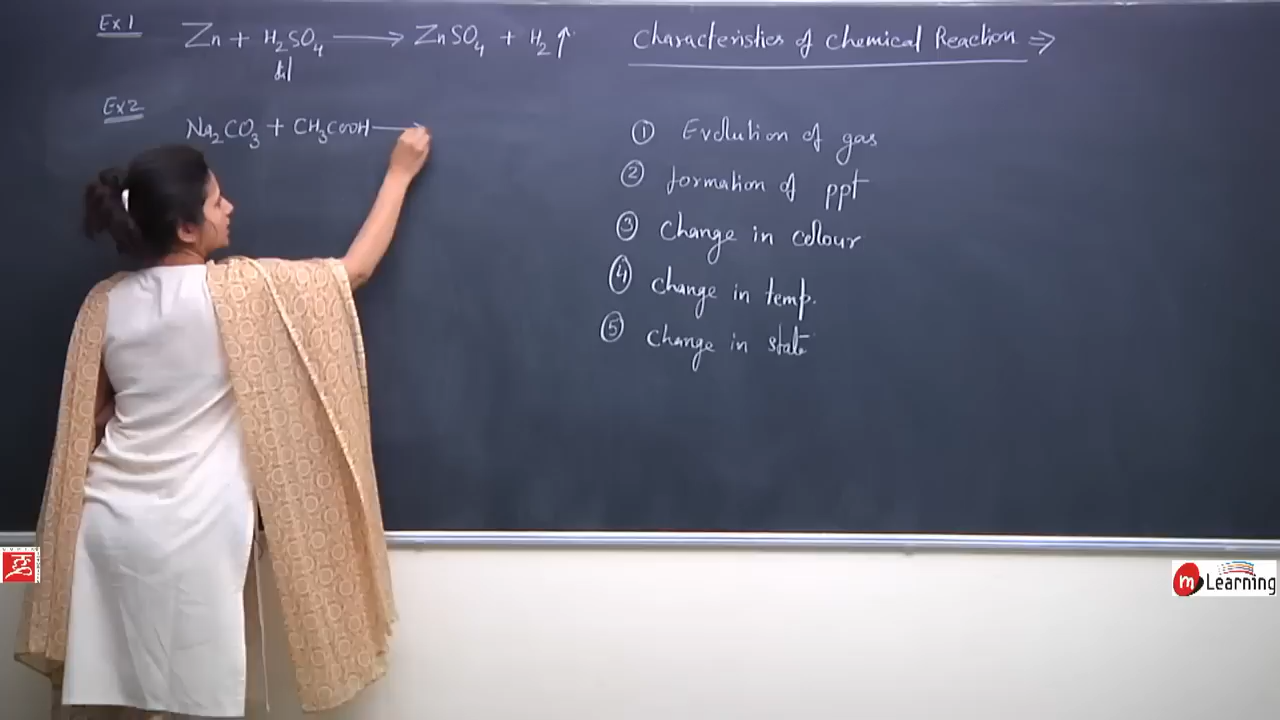 Ex 1 Zn + H₂SO₄ ⟶ ZnSO₄ + H₂↑
dil
Ex 2 Na₂CO₃ + CH₃COOH ⟶
Characteristics of Chemical Reaction ⇒
① Evolution of gas
② formation of ppt
③ change in colour
④ change in temp.
⑤ change in state
m Learning